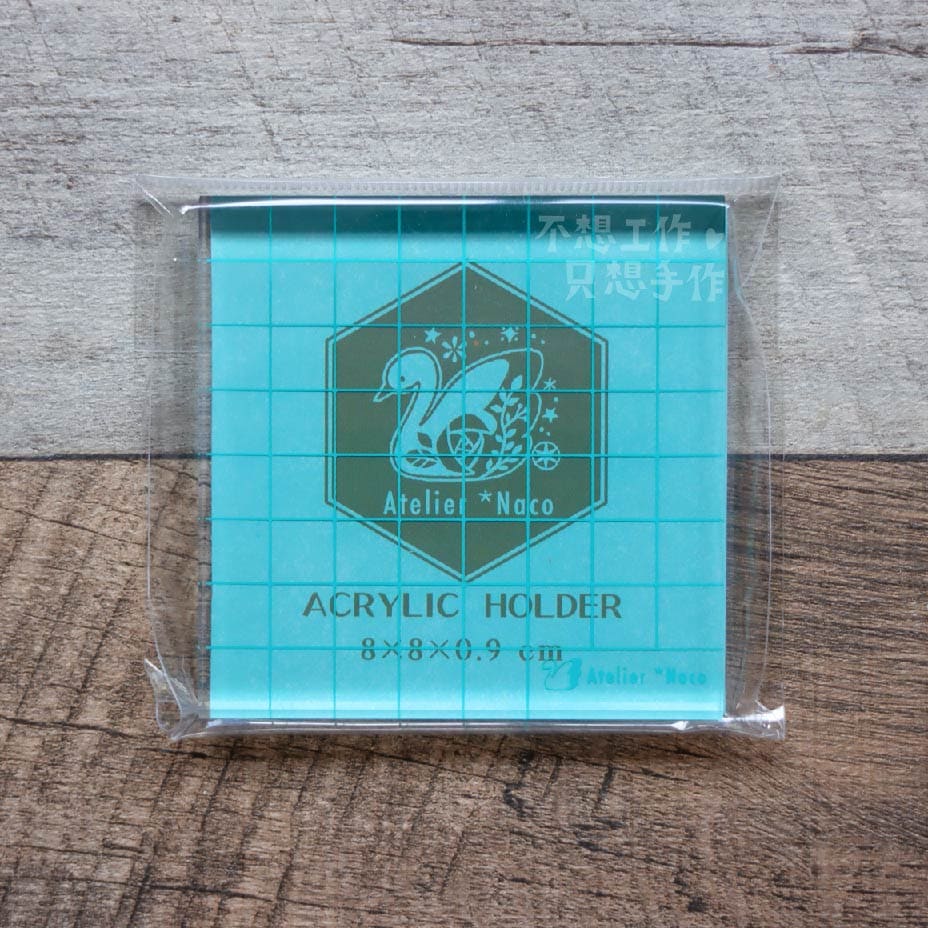 不想工作
只想手作
Atelier *Naco
ACRYLIC HOLDER
8×8×0.9 cm
Atelier *Naco